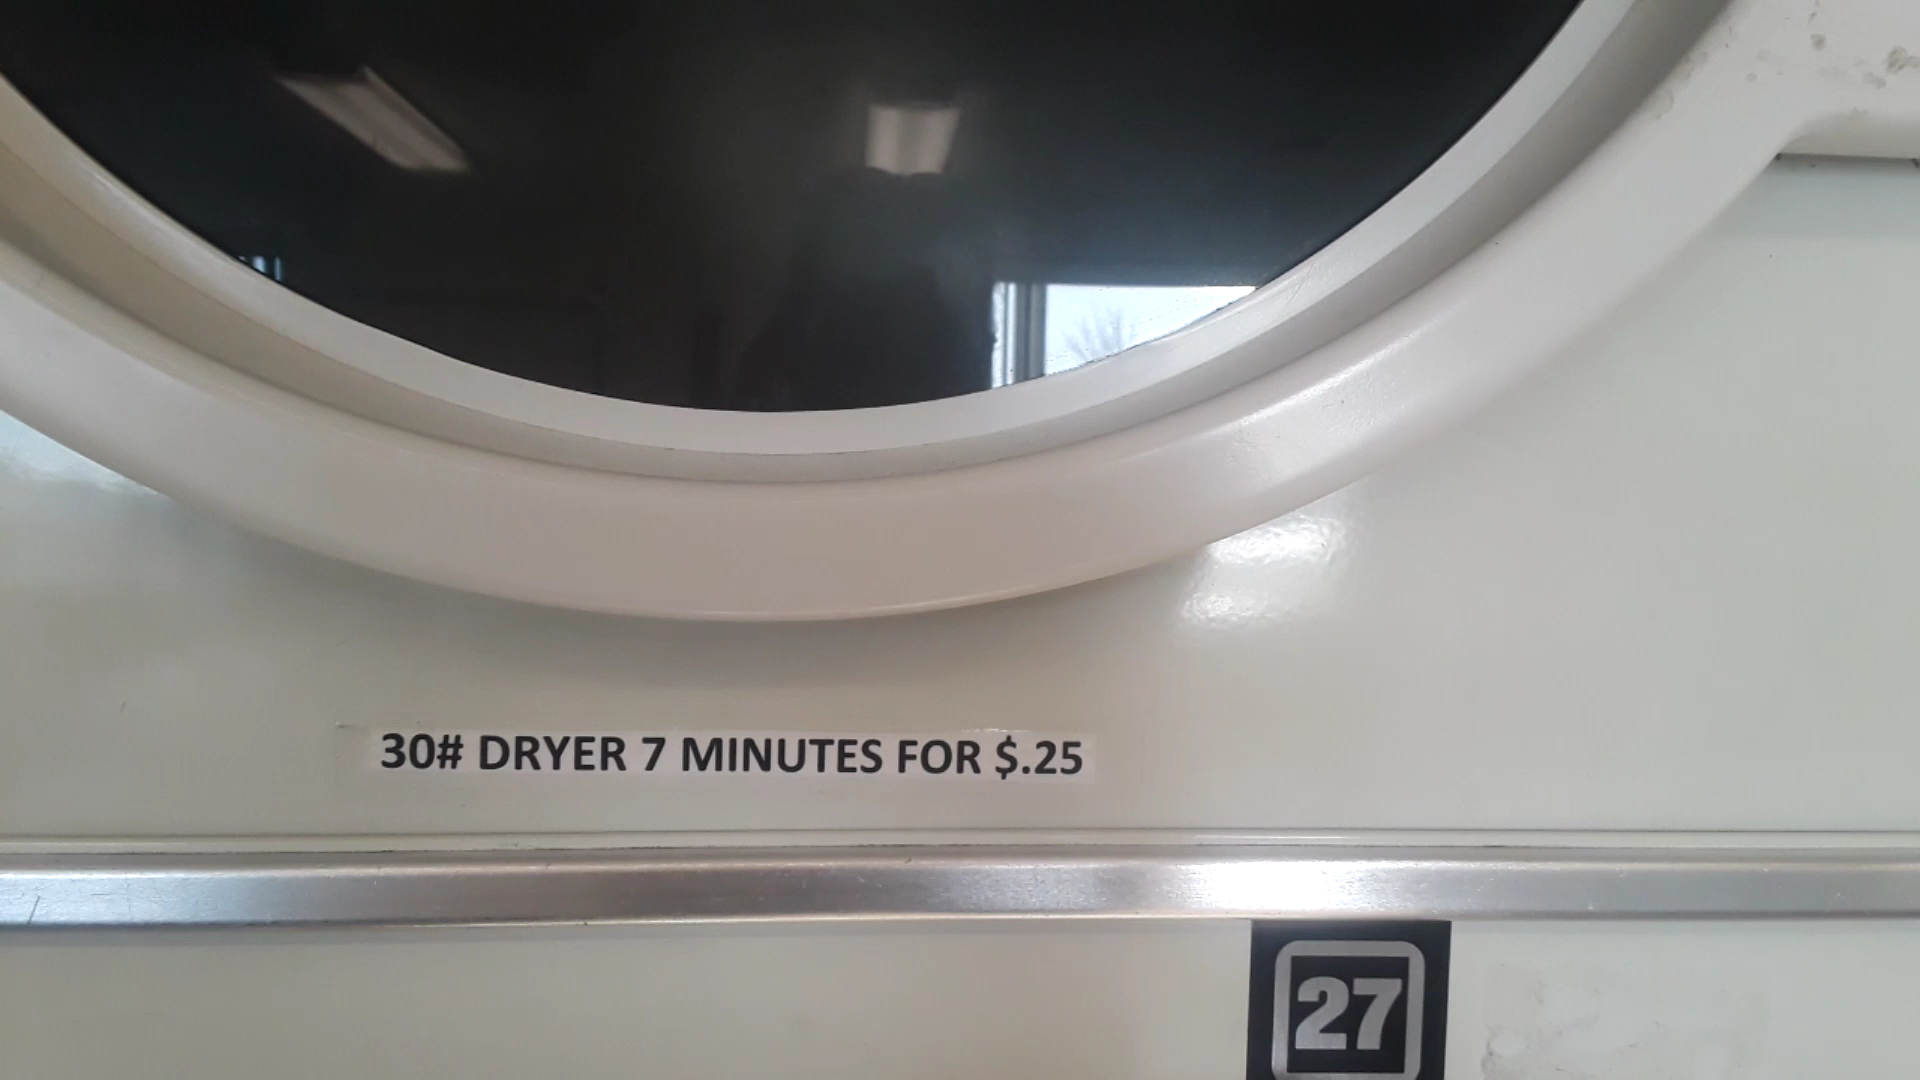 30# DRYER 7 MINUTES FOR $.25
27